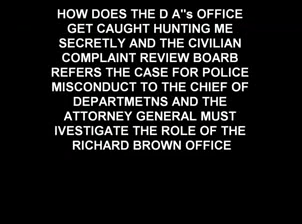 HOW DOES THE D A"s OFFICE
GET CAUGHT HUNTING ME
SECRETLY AND THE CIVILIAN
COMPLAINT REVIEW BOARB
REFERS THE CASE FOR POLICE
MISCONDUCT TO THE CHIEF OF
DEPARTMETNS AND THE
ATTORNEY GENERAL MUST
IVESTIGATE THE ROLE OF THE
RICHARD BROWN OFFICE